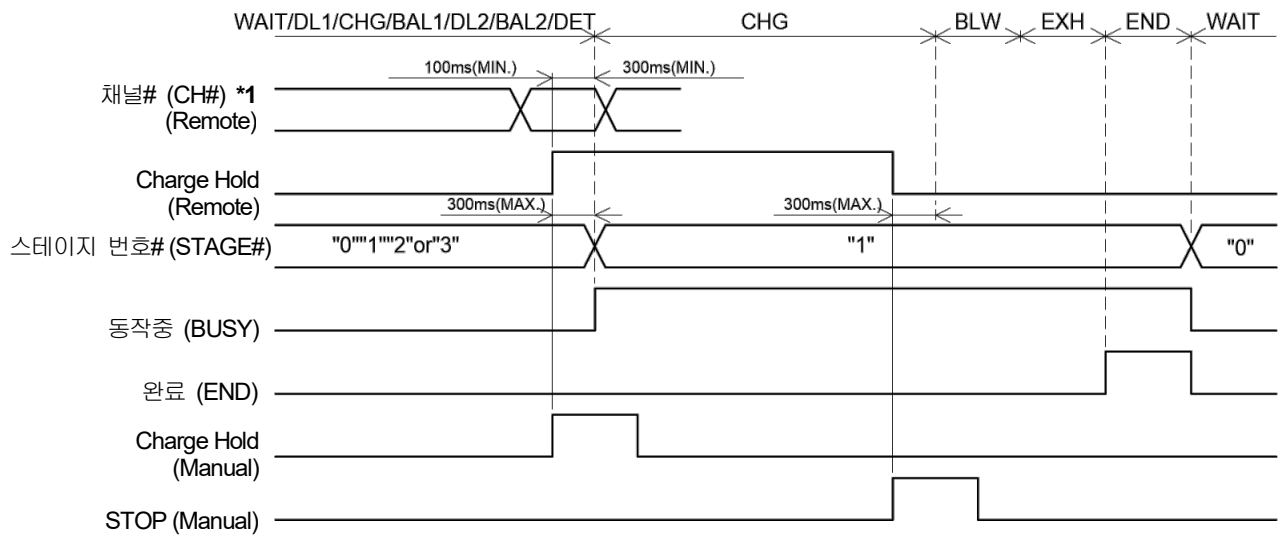 WAIT/DL1/CHG/BAL1/DL2/BAL2/DET CHG BLW EXH END WAIT
100ms(MIN.) 300ms(MIN.)
채널# (CH#) *1
(Remote)
Charge Hold
(Remote)
300ms(MAX.) 300ms(MAX.)
스테이지 번호# (STAGE#) "0""1""2"or"3" "1" "0"
동작중 (BUSY)
완료 (END)
Charge Hold
(Manual)
STOP (Manual)